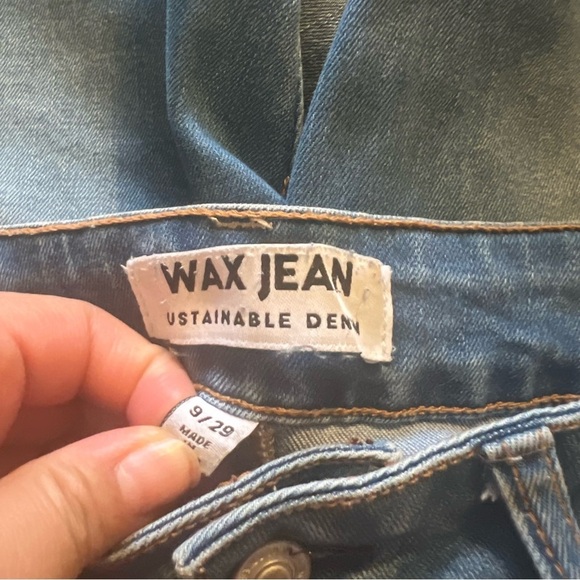 WAX JEAN
USTAINABLE DEN
9/29
MADE